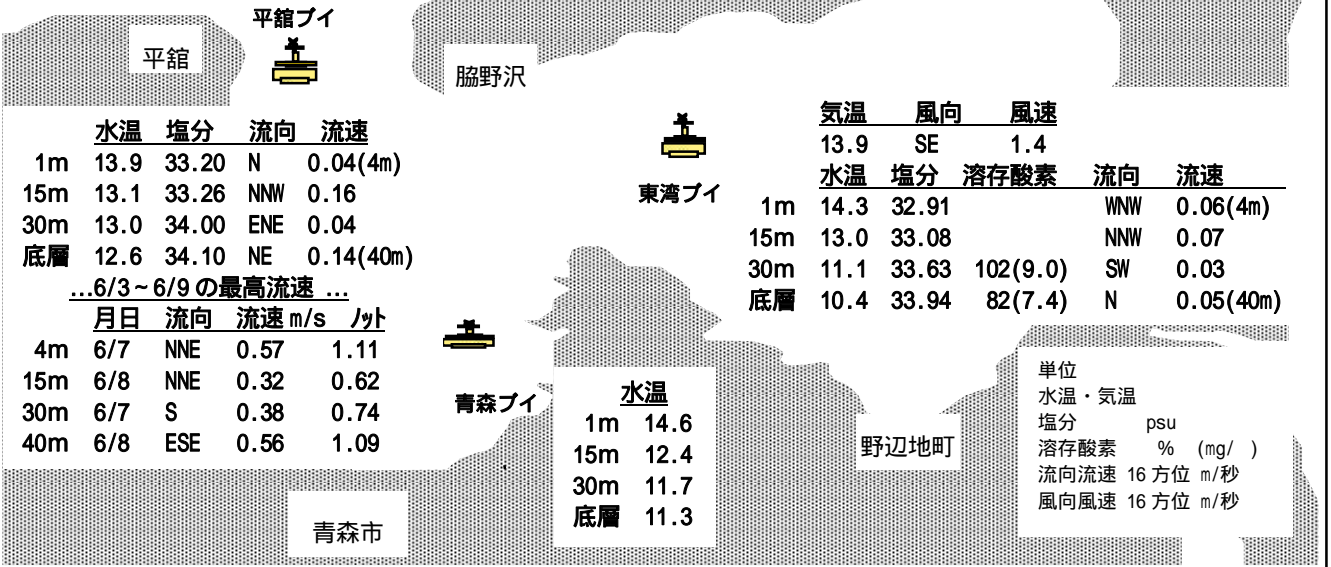 平舘ブイ
平舘
脇野沢
水温 塩分 流向 流速
1m 13.9 33.20 N 0.04(4m)
15m 13.1 33.26 NNW 0.16
30m 13.0 34.00 ENE 0.04
底層 12.6 34.10 NE 0.14(40m)
…6/3~6/9の最高流速 …
月日 流向 流速m/s ノット
4m 6/7 NNE 0.57 1.11
15m 6/8 NNE 0.32 0.62
30m 6/7 S 0.38 0.74
40m 6/8 ESE 0.56 1.09
東湾ブイ
気温 風向 風速
13.9 SE 1.4
水温 塩分 溶存酸素 流向 流速
1m 14.3 32.91 WNW 0.06(4m)
15m 13.0 33.08 NNW 0.07
30m 11.1 33.63 102(9.0) SW 0.03
底層 10.4 33.94 82(7.4) N 0.05(40m)
青森ブイ
水温
1m 14.6
15m 12.4
30m 11.7
底層 11.3
青森市
野辺地町
単位
水温・気温
塩分 psu
溶存酸素 % (mg/ )
流向流速 16方位 m/秒
風向風速 16方位 m/秒